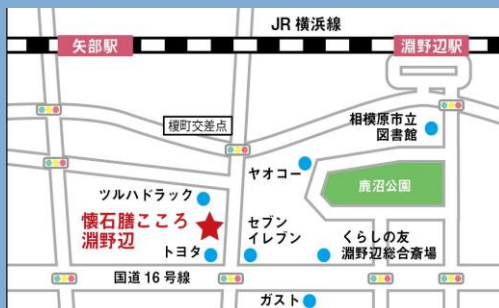 JR横浜線
矢部駅
淵野辺駅
榎町交差点
相模原市立
図書館
ヤオコー
鹿沼公園
ツルハドラック
懐石膳こころ
淵野辺
トヨタ
セブン
イレブン
くらしの友
淵野辺総合斎場
国道16号線
ガスト